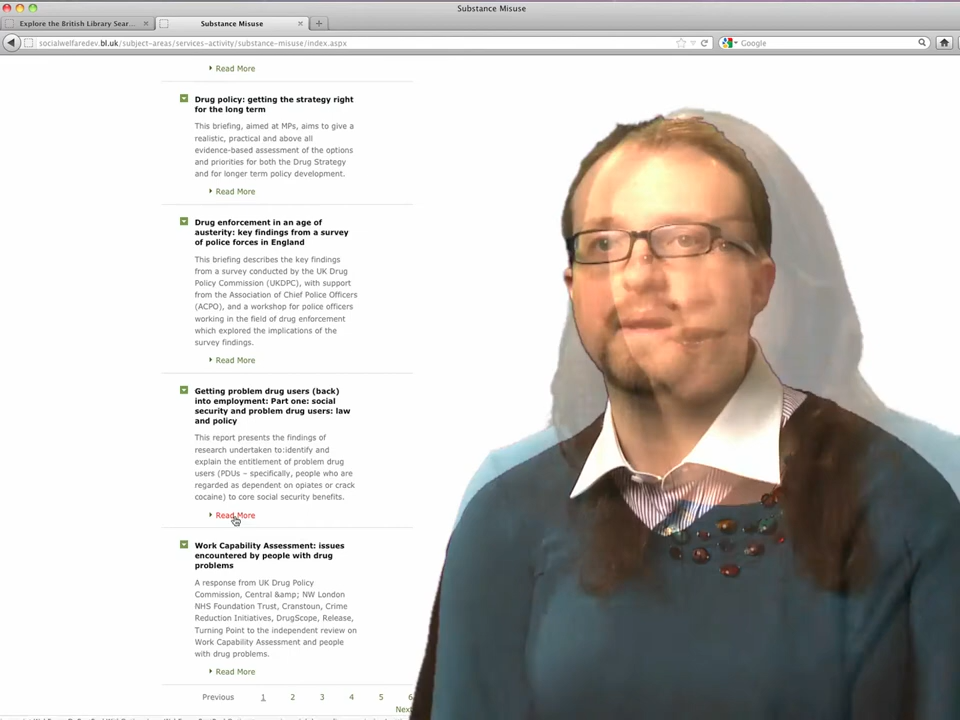 Substance Misuse
Explore the British Library Sear...
Substance Misuse
socialwelfaredev.bl.uk/subject-areas/services-activity/substance-misuse/index.aspx
Google
Read More
Drug policy: getting the strategy right
for the long term
This briefing, aimed at MPs, aims to give a
realistic, practical and above all
evidence-based assessment of the options
and priorities for both the Drug Strategy
and for longer term policy development.
Read More
Drug enforcement in an age of
austerity: key findings from a survey
of police forces in England
This briefing describes the key findings
from a survey conducted by the UK Drug
Policy Commission (UKDPC), with support
from the Association of Chief Police Officers
(ACPO), and a workshop for police officers
working in the field of drug enforcement
which explored the implications of the
survey findings.
Read More
Getting problem drug users (back)
into employment: Part one: social
security and problem drug users: law
and policy
This report presents the findings of
research undertaken to:identify and
explain the entitlement of problem drug
users (PDUs – specifically, people who are
regarded as dependent on opiates or crack
cocaine) to core social security benefits.
Read More
Work Capability Assessment: issues
encountered by people with drug
problems
A response from UK Drug Policy
Commission, Central &amp; NW London
NHS Foundation Trust, Cranstoun, Crime
Reduction Initiatives, DrugScope, Release,
Turning Point to the independent review on
Work Capability Assessment and people
with drug problems.
Read More
Previous 1 2 3 4 5 6
Next